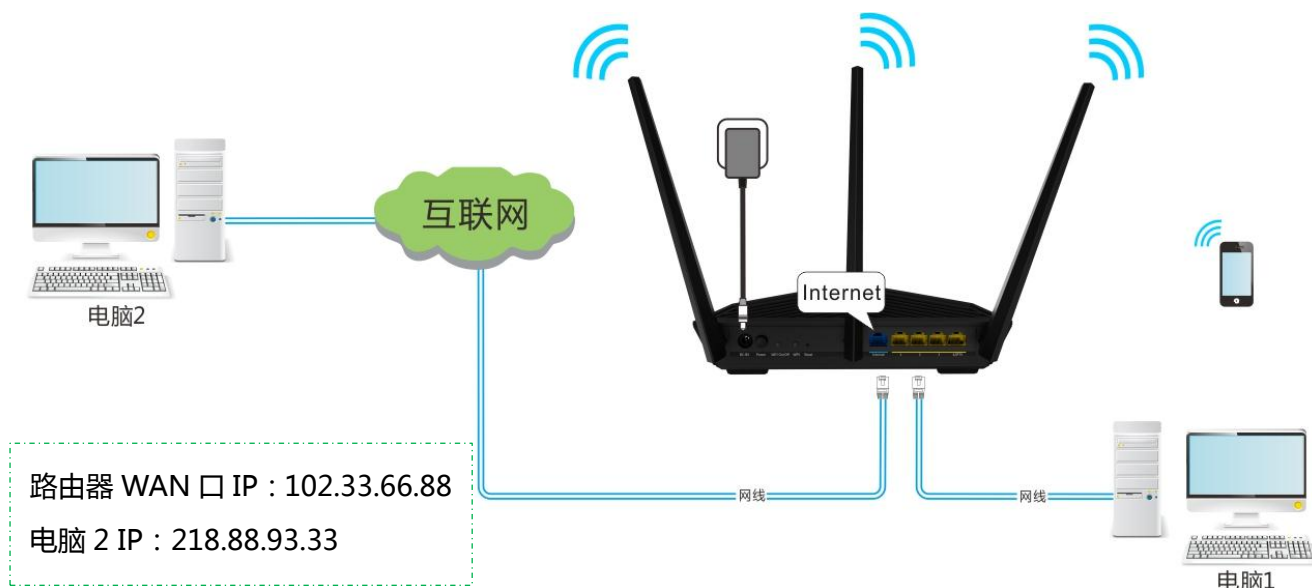 互联网
Internet
电脑2
网线
网线
路由器 WAN 口 IP：102.33.66.88
电脑 2 IP：218.88.93.33
电脑1